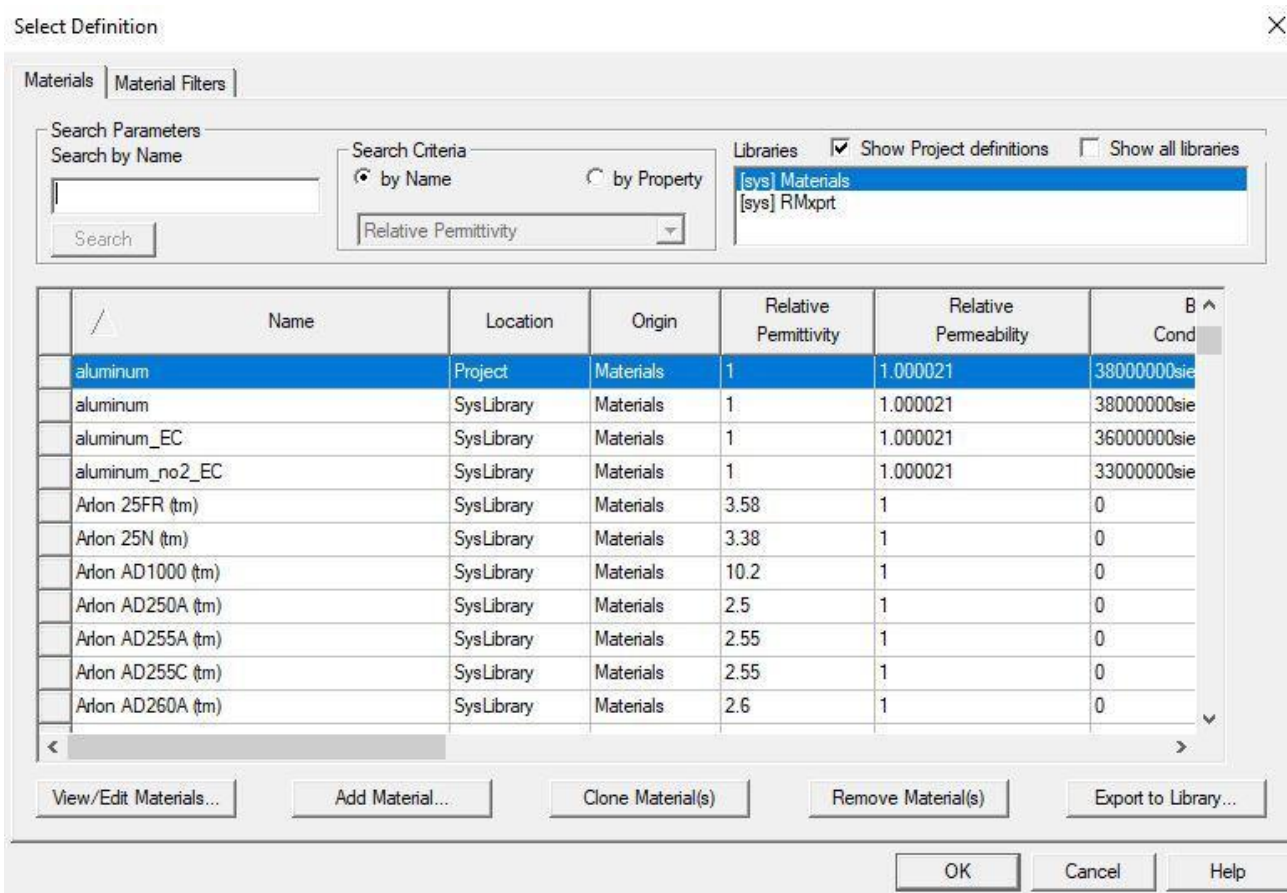 Select Definition
Materials
Material Filters
Search Parameters
Search by Name
Search
Search Criteria
by Name
by Property
Relative Permittivity
Libraries
Show Project definitions
Show all libraries
[sys] Materials
[sys] RMxprt
Name Location Origin Relative Permittivity Relative Permeability B Cond
aluminum Project Materials 1 1.000021 38000000sie
aluminum SysLibrary Materials 1 1.000021 38000000sie
aluminum_EC SysLibrary Materials 1 1.000021 36000000sie
aluminum_no2_EC SysLibrary Materials 1 1.000021 33000000sie
Arlon 25FR (tm) SysLibrary Materials 3.58 1 0
Arlon 25N (tm) SysLibrary Materials 3.38 1 0
Arlon AD1000 (tm) SysLibrary Materials 10.2 1 0
Arlon AD250A (tm) SysLibrary Materials 2.5 1 0
Arlon AD255A (tm) SysLibrary Materials 2.55 1 0
Arlon AD255C (tm) SysLibrary Materials 2.55 1 0
Arlon AD260A (tm) SysLibrary Materials 2.6 1 0
View/Edit Materials...
Add Material...
Clone Material(s)
Remove Material(s)
Export to Library...
OK
Cancel
Help